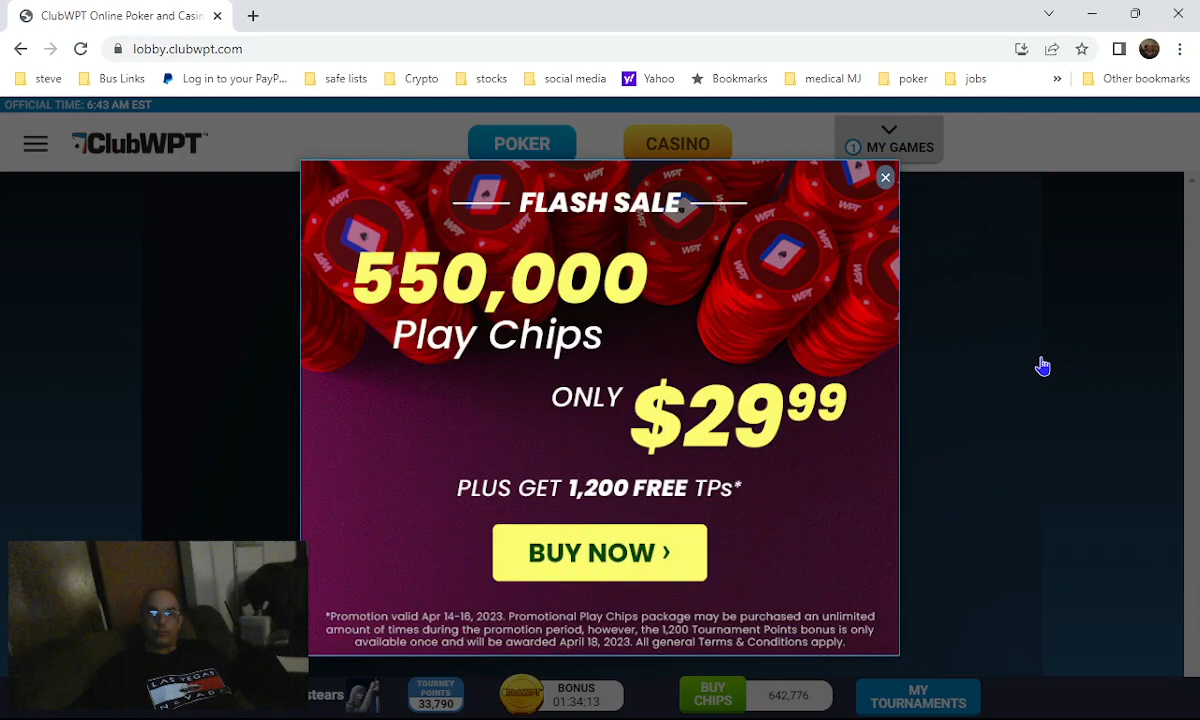 ClubWPT Online Poker and Casin
lobby.clubwpt.com
steve
Bus Links
Log in to your PayP...
safe lists
Crypto
stocks
social media
Yahoo
Bookmarks
medical MJ
poker
jobs
»
Other bookmarks
OFFICIAL TIME: 6:43 AM EST
ClubWPT
POKER
CASINO
1 MY GAMES
FLASH SALE
550,000
Play Chips
ONLY $29.99
PLUS GET 1,200 FREE TPs*
BUY NOW ›
*Promotion valid Apr 14-16, 2023. Promotional Play Chips package may be purchased an unlimited
amount of times during the promotion period, however, the 1,200 Tournament Points bonus is only
available once and will be awarded April 18, 2023. All general Terms & Conditions apply.
LAS VEGAS
NEVADA
stears
TOURNEY
POINTS
33,790
ClubWPT
BONUS
01:34:13
BUY
CHIPS
642,776
MY
TOURNAMENTS